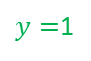 y = 1